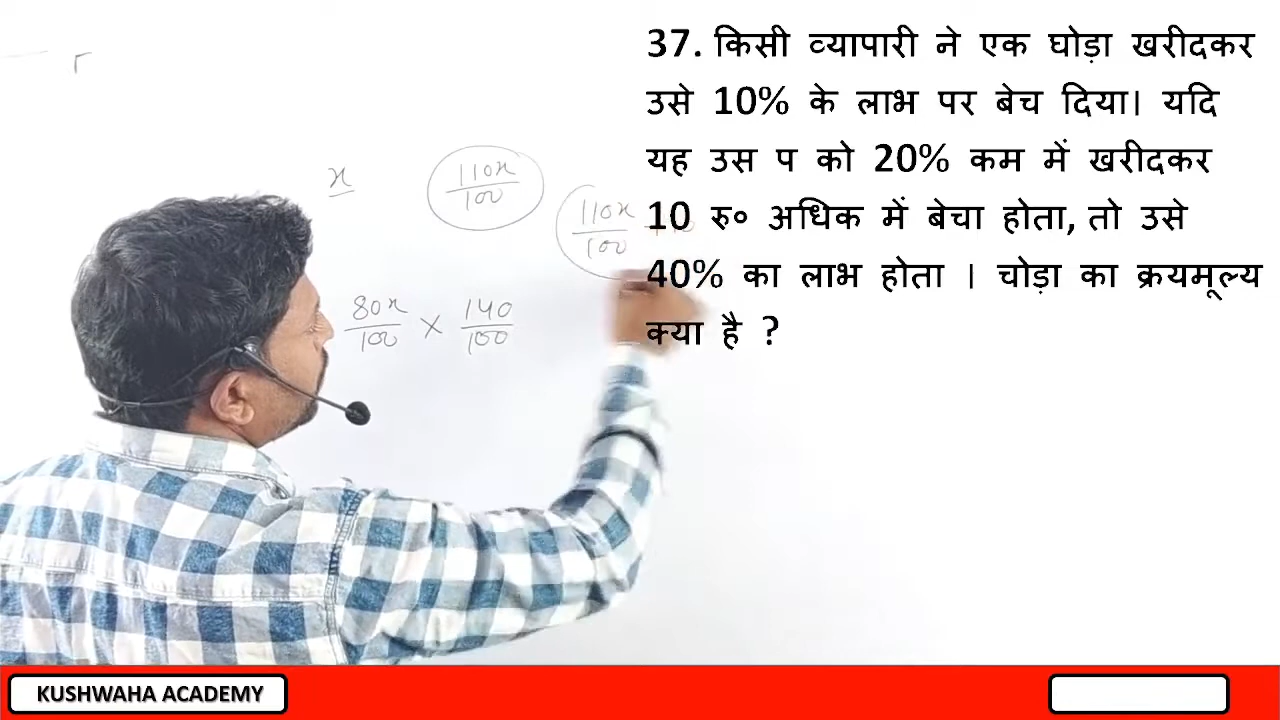 37. किसी व्यापारी ने एक घोड़ा खरीदकर
उसे 10% के लाभ पर बेच दिया। यदि
यह उस प को 20% कम में खरीदकर
10 रु० अधिक में बेचा होता, तो उसे
40% का लाभ होता । चोड़ा का क्रयमूल्य
क्या है ?
x
110x/100
110x/100
80x/100 × 140/100
KUSHWAHA ACADEMY